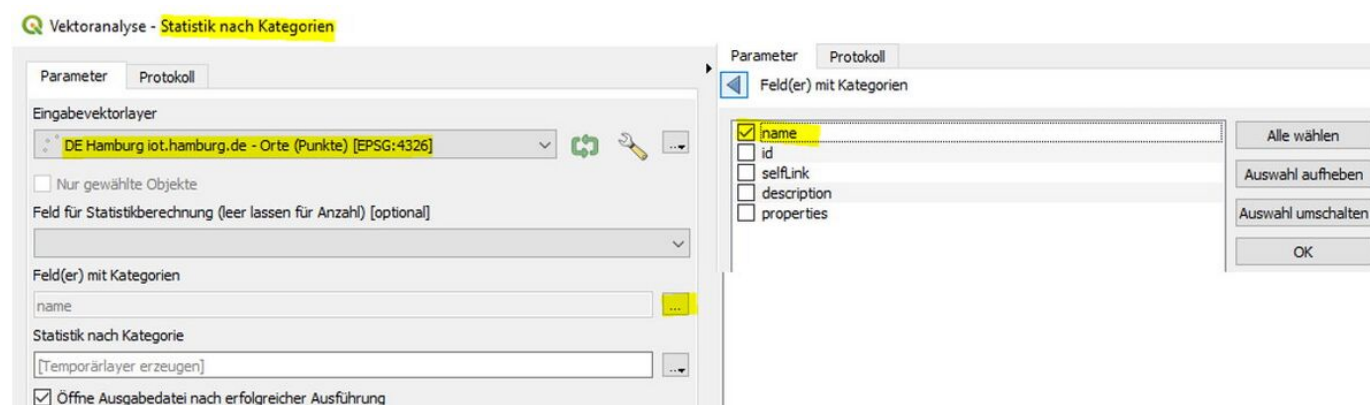 Vektoranalyse - Statistik nach Kategorien
Parameter Protokoll
Eingabevektorlayer
DE Hamburg iot.hamburg.de - Orte (Punkte) [EPSG:4326]
...
Nur gewählte Objekte
Feld für Statistikberechnung (leer lassen für Anzahl) [optional]
Feld(er) mit Kategorien
name
...
Statistik nach Kategorie
[Temporärlayer erzeugen]
...
Öffne Ausgabedatei nach erfolgreicher Ausführung
Parameter Protokoll
Feld(er) mit Kategorien
name
id
selfLink
description
properties
Alle wählen
Auswahl aufheben
Auswahl umschalten
OK